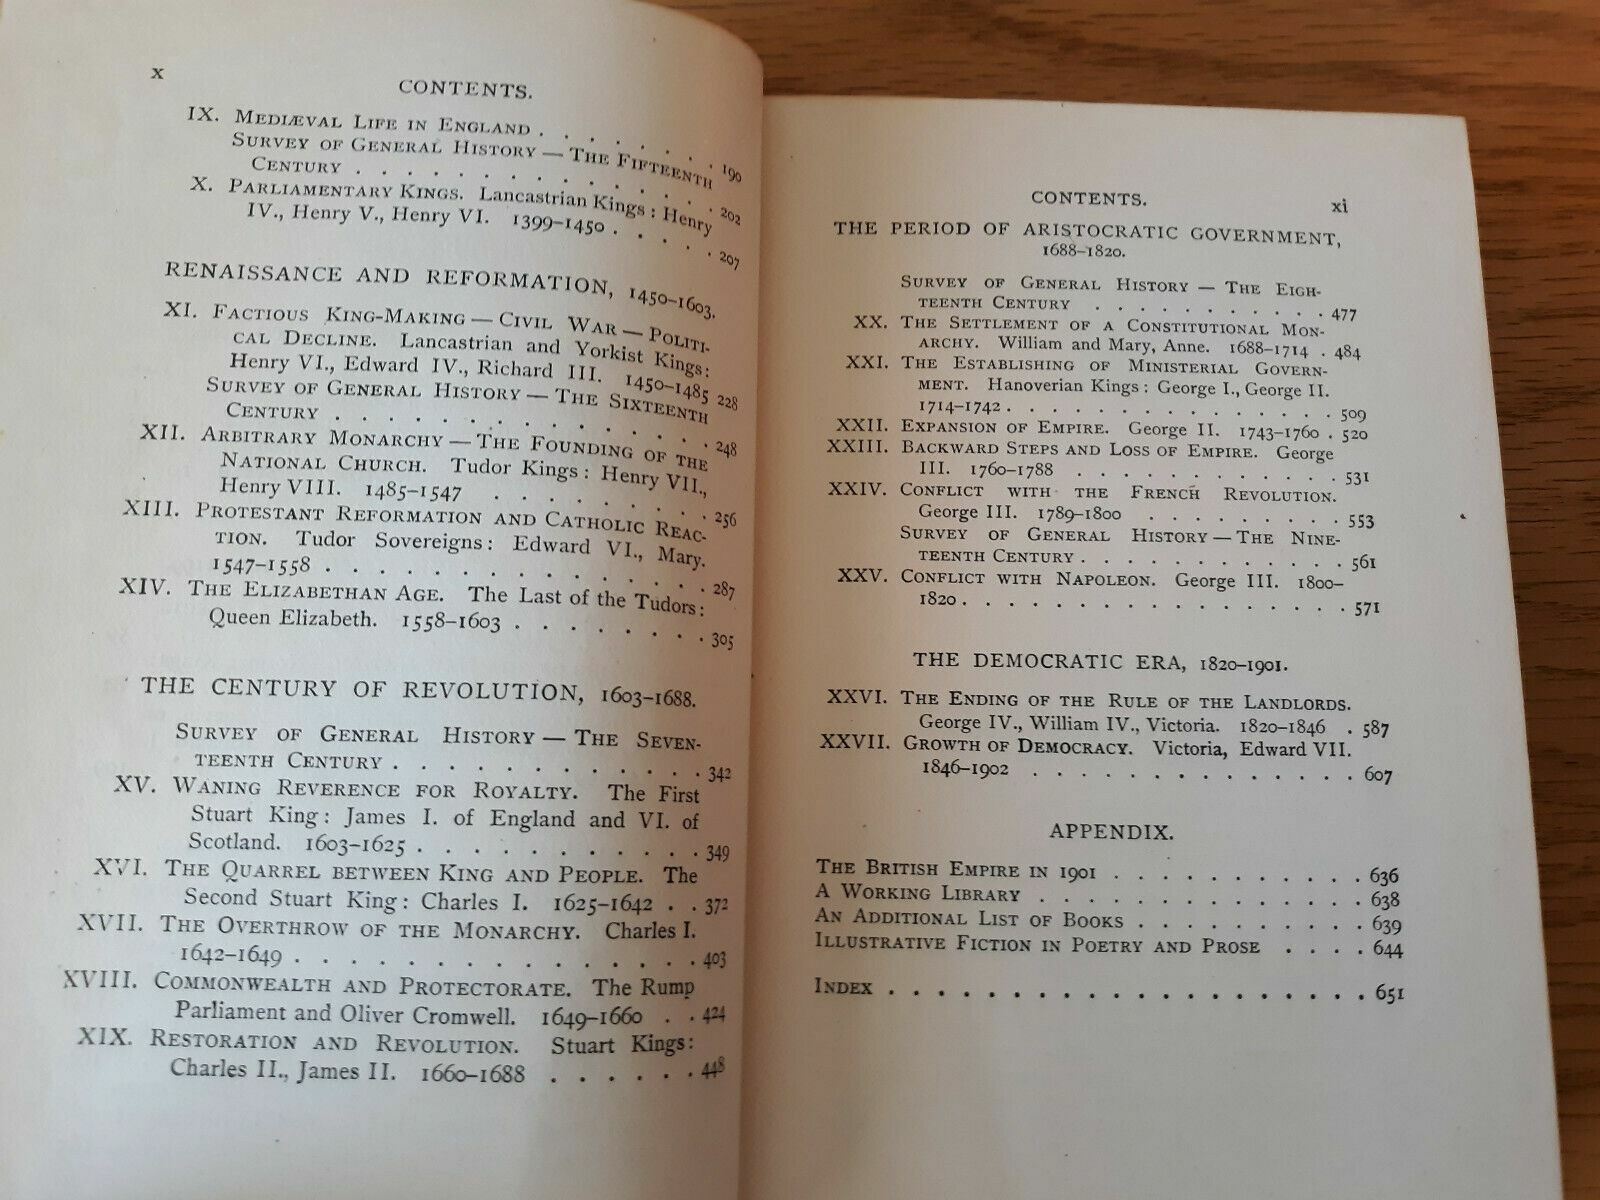 x
CONTENTS.
IX. MEDIÆVAL LIFE IN ENGLAND . . . . . . . . 190
SURVEY OF GENERAL HISTORY — THE FIFTEENTH
CENTURY . . . . . . . . . . . . . . 202
X. PARLIAMENTARY KINGS. Lancastrian Kings: Henry
IV., Henry V., Henry VI. 1399–1450 . . . . . 207
RENAISSANCE AND REFORMATION, 1450–1603.
XI. FACTIOUS KING-MAKING — CIVIL WAR — POLITI-
CAL DECLINE. Lancastrian and Yorkist Kings:
Henry VI., Edward IV., Richard III. 1450–1485 228
SURVEY OF GENERAL HISTORY — THE SIXTEENTH
CENTURY . . . . . . . . . . . . . . . 248
XII. ARBITRARY MONARCHY — THE FOUNDING OF THE
NATIONAL CHURCH. Tudor Kings: Henry VII.,
Henry VIII. 1485–1547 . . . . . . . . . 256
XIII. PROTESTANT REFORMATION AND CATHOLIC REAC-
TION. Tudor Sovereigns: Edward VI., Mary.
1547–1558 . . . . . . . . . . . . . . . 287
XIV. THE ELIZABETHAN AGE. The Last of the Tudors:
Queen Elizabeth. 1558–1603 . . . . . . . . 305
THE CENTURY OF REVOLUTION, 1603–1688.
SURVEY OF GENERAL HISTORY — THE SEVEN-
TEENTH CENTURY . . . . . . . . . . . . 342
XV. WANING REVERENCE FOR ROYALTY. The First
Stuart King: James I. of England and VI. of
Scotland. 1603–1625 . . . . . . . . . . . 349
XVI. THE QUARREL BETWEEN KING AND PEOPLE. The
Second Stuart King: Charles I. 1625–1642 . . 372
XVII. THE OVERTHROW OF THE MONARCHY. Charles I.
1642–1649 . . . . . . . . . . . . . . . 403
XVIII. COMMONWEALTH AND PROTECTORATE. The Rump
Parliament and Oliver Cromwell. 1649–1660 . . 424
XIX. RESTORATION AND REVOLUTION. Stuart Kings:
Charles II., James II. 1660–1688 . . . . . . 448
CONTENTS. xi
THE PERIOD OF ARISTOCRATIC GOVERNMENT,
1688–1820.
SURVEY OF GENERAL HISTORY — THE EIGH-
TEENTH CENTURY . . . . . . . . . . . . 477
XX. THE SETTLEMENT OF A CONSTITUTIONAL MON-
ARCHY. William and Mary, Anne. 1688–1714 . 484
XXI. THE ESTABLISHING OF MINISTERIAL GOVERN-
MENT. Hanoverian Kings: George I., George II.
1714–1742 . . . . . . . . . . . . . . . 509
XXII. EXPANSION OF EMPIRE. George II. 1743–1760 . 520
XXIII. BACKWARD STEPS AND LOSS OF EMPIRE. George
III. 1760–1788 . . . . . . . . . . . . . 531
XXIV. CONFLICT WITH THE FRENCH REVOLUTION.
George III. 1789–1800 . . . . . . . . . 553
SURVEY OF GENERAL HISTORY — THE NINE-
TEENTH CENTURY . . . . . . . . . . . . 561
XXV. CONFLICT WITH NAPOLEON. George III. 1800–
1820 . . . . . . . . . . . . . . . . . . 571
THE DEMOCRATIC ERA, 1820–1901.
XXVI. THE ENDING OF THE RULE OF THE LANDLORDS.
George IV., William IV., Victoria. 1820–1846 . 587
XXVII. GROWTH OF DEMOCRACY. Victoria, Edward VII.
1846–1902 . . . . . . . . . . . . . . 607
APPENDIX.
THE BRITISH EMPIRE IN 1901 . . . . . . . . . . . 636
A WORKING LIBRARY . . . . . . . . . . . . . . 638
AN ADDITIONAL LIST OF BOOKS . . . . . . . . . . 639
ILLUSTRATIVE FICTION IN POETRY AND PROSE . . . . 644
INDEX . . . . . . . . . . . . . . . . . . . . 651